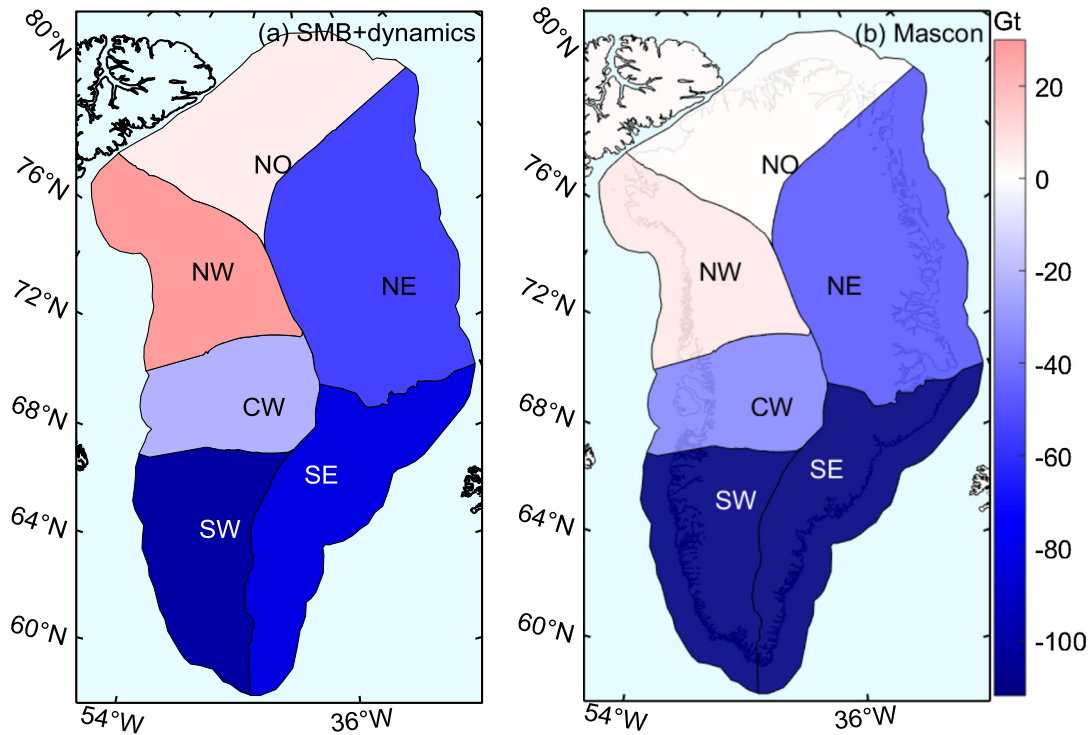 (a) SMB+dynamics
(b) Mascon
Gt
80°N
76°N
72°N
68°N
64°N
60°N
54°W
36°W
NO
NW
NE
CW
SE
SW
80°N
76°N
72°N
68°N
64°N
60°N
54°W
36°W
NO
NW
NE
CW
SE
SW
20
0
-20
-40
-60
-80
-100